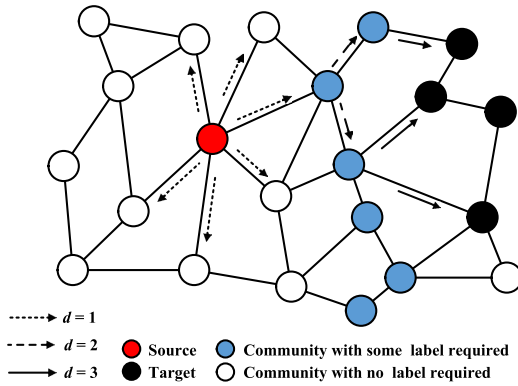 d = 1
d = 2
Source
Community with some label required
d = 3
Target
Community with no label required